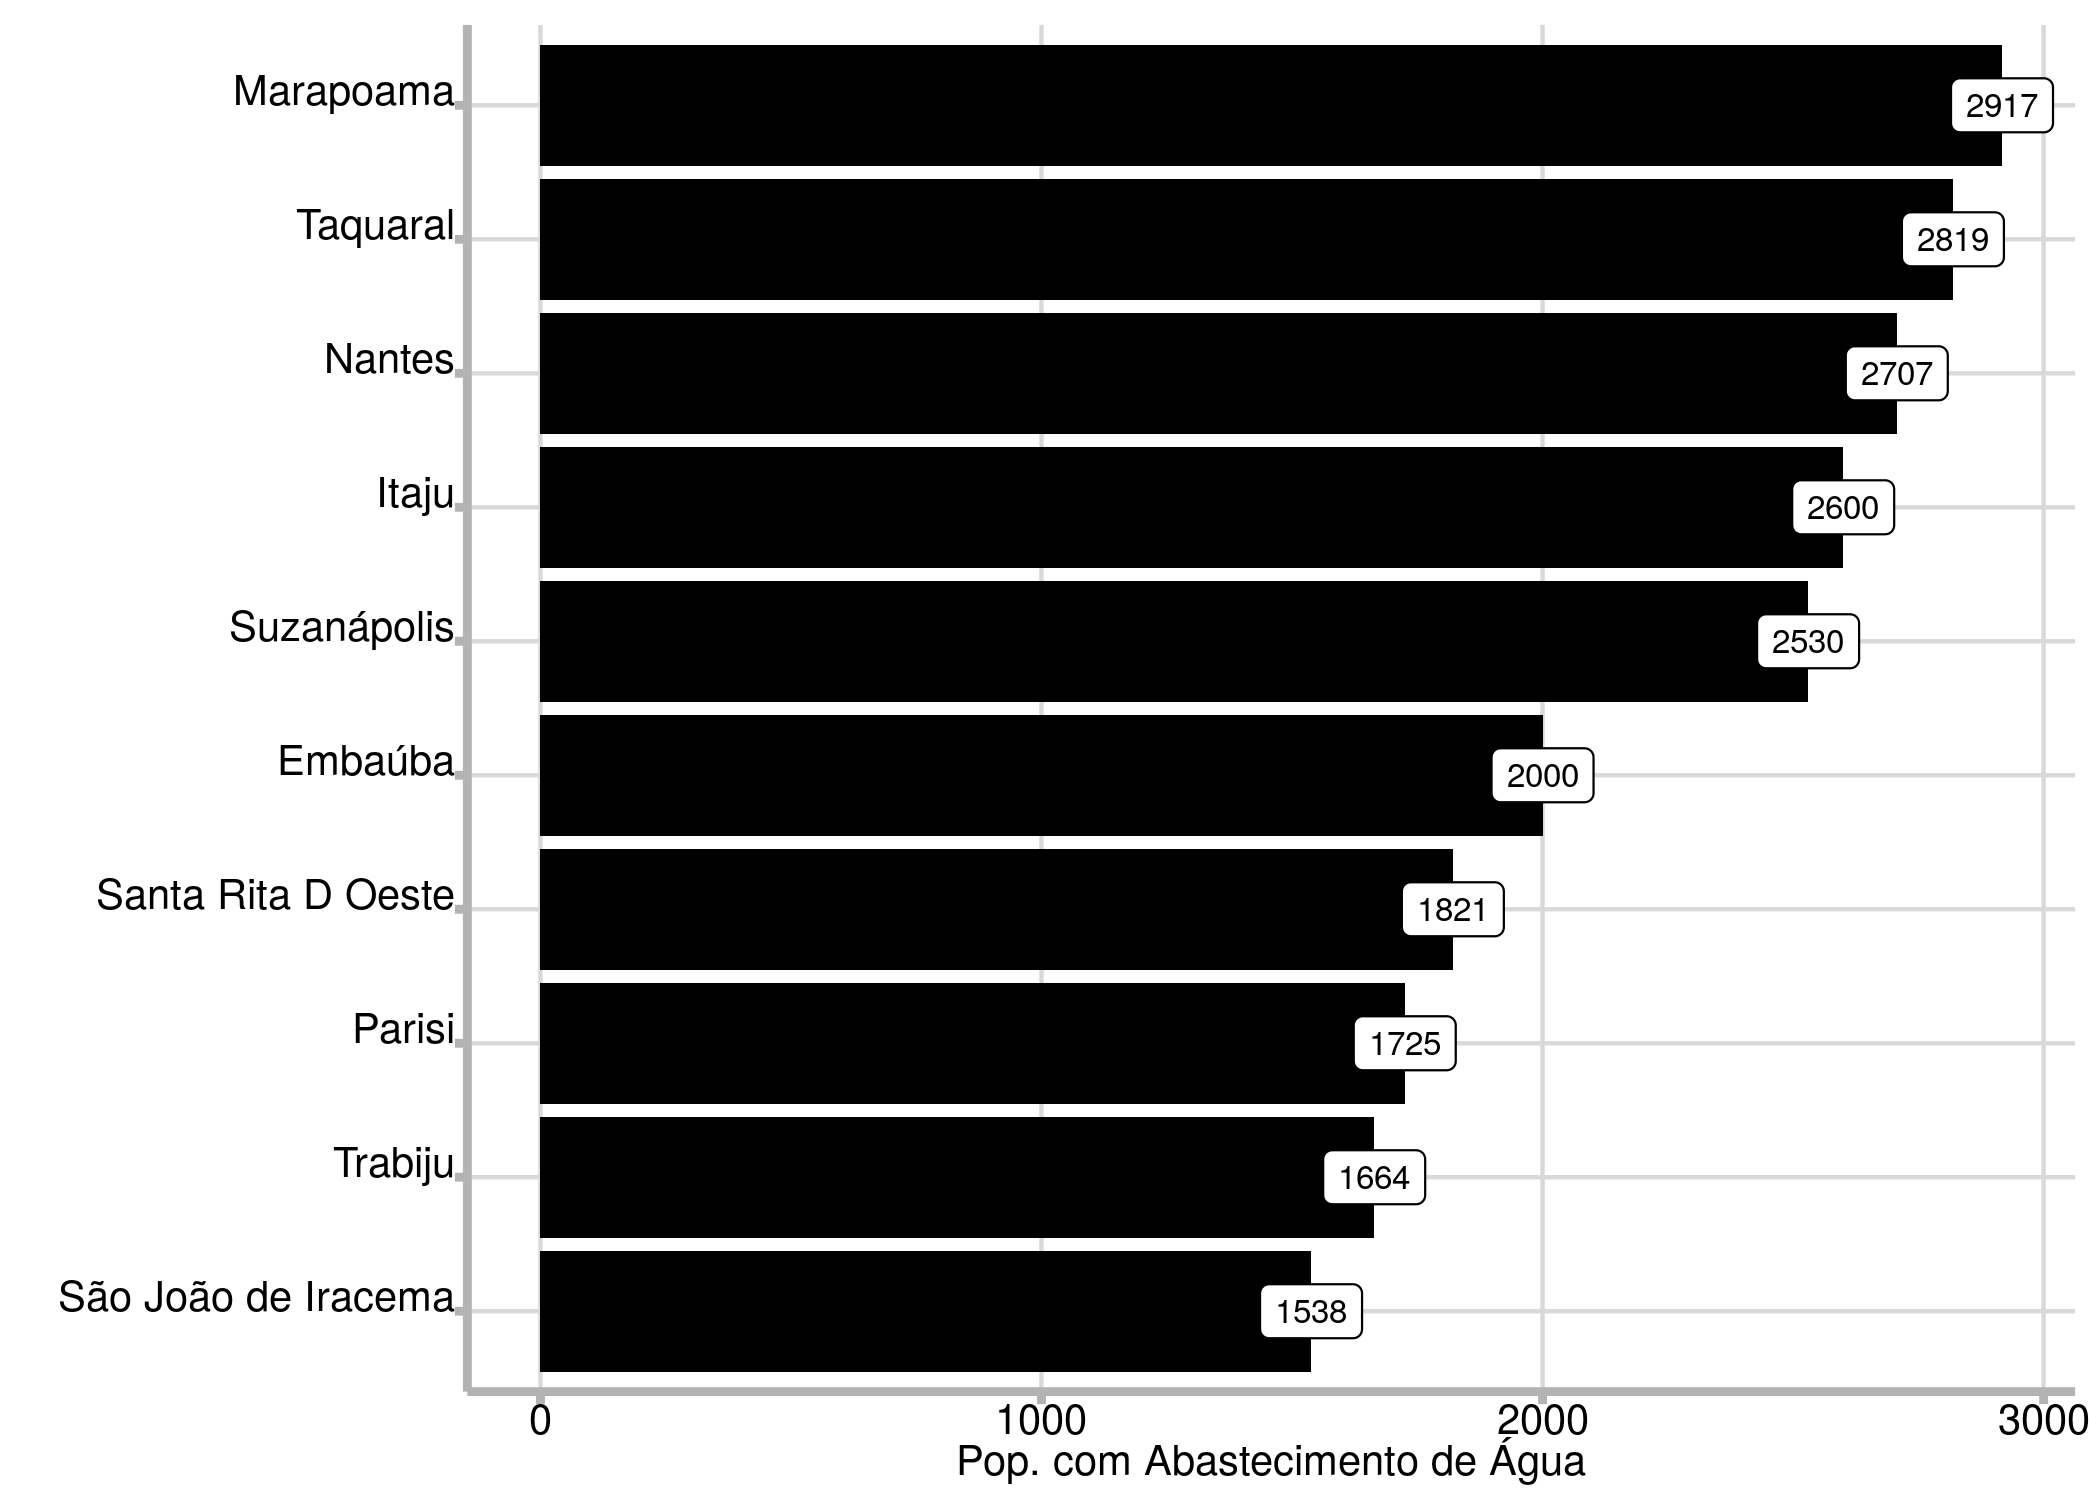 Marapoama 2917
Taquaral 2819
Nantes 2707
Itaju 2600
Suzanápolis 2530
Embaúba 2000
Santa Rita D Oeste 1821
Parisi 1725
Trabiju 1664
São João de Iracema 1538
0 1000 2000 3000
Pop. com Abastecimento de Água